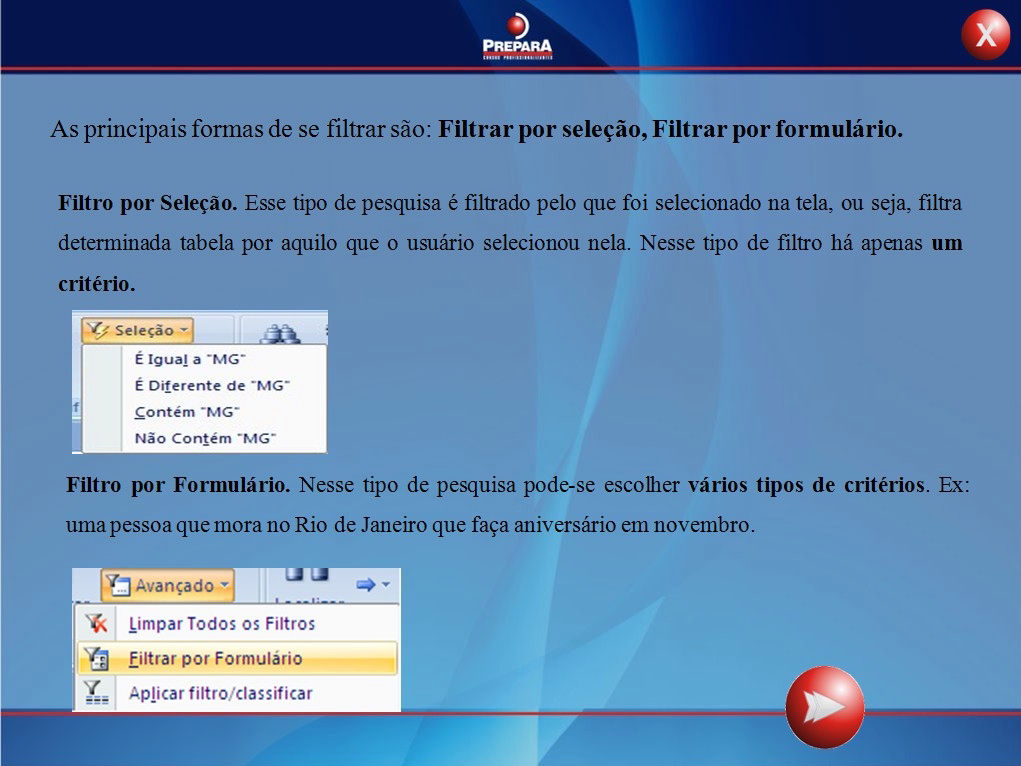 PREPARA
CURSOS PROFISSIONALIZANTES
X
As principais formas de se filtrar são: Filtrar por seleção, Filtrar por formulário.
Filtro por Seleção. Esse tipo de pesquisa é filtrado pelo que foi selecionado na tela, ou seja, filtra
determinada tabela por aquilo que o usuário selecionou nela. Nesse tipo de filtro há apenas um
critério.
Seleção
É Igual a "MG"
É Diferente de "MG"
Contém "MG"
Não Contém "MG"
Filtro por Formulário. Nesse tipo de pesquisa pode-se escolher vários tipos de critérios. Ex:
uma pessoa que mora no Rio de Janeiro que faça aniversário em novembro.
Avançado
Limpar Todos os Filtros
Filtrar por Formulário
Aplicar filtro/classificar